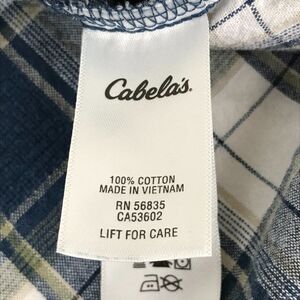 Cabela's.
100% COTTON
MADE IN VIETNAM
RN 56835
CA53602
LIFT FOR CARE